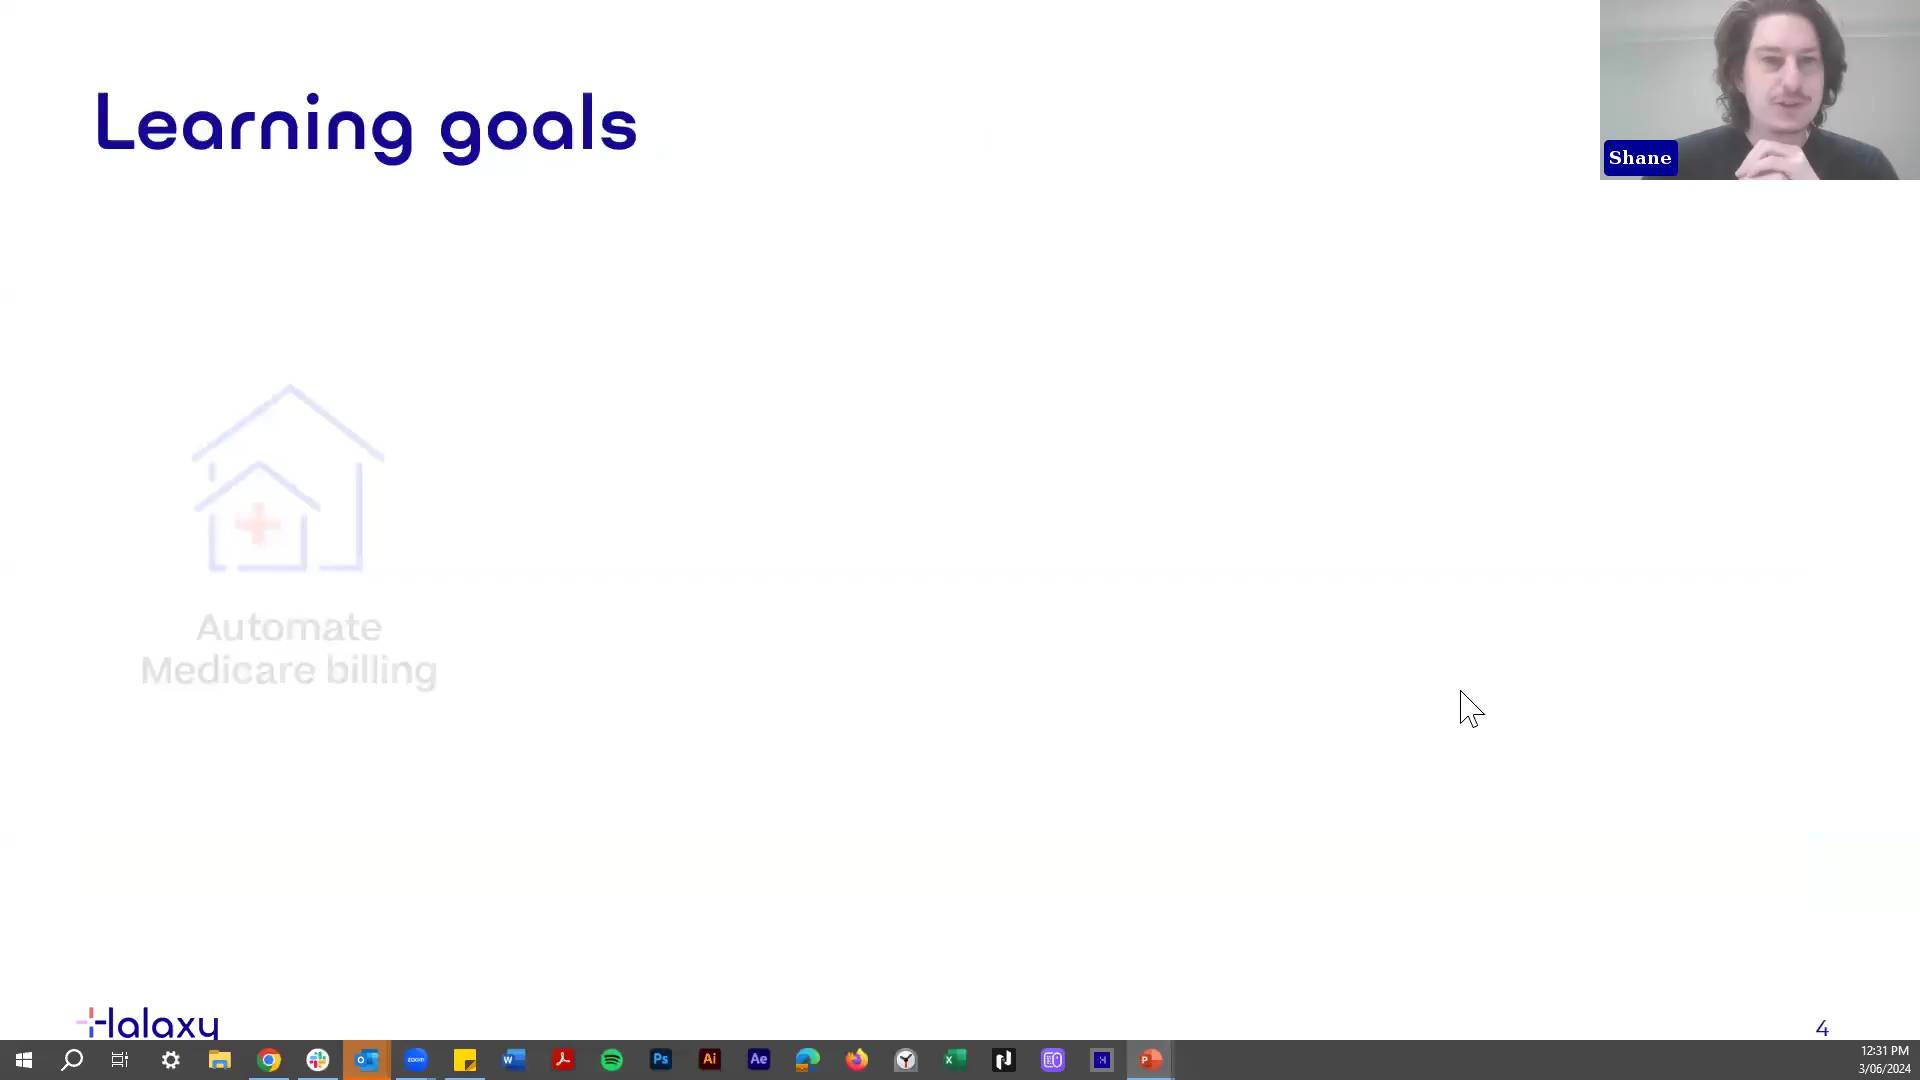 Learning goals
Shane
Automate
Medicare billing
Halaxy
4
12:31 PM
3/06/2024